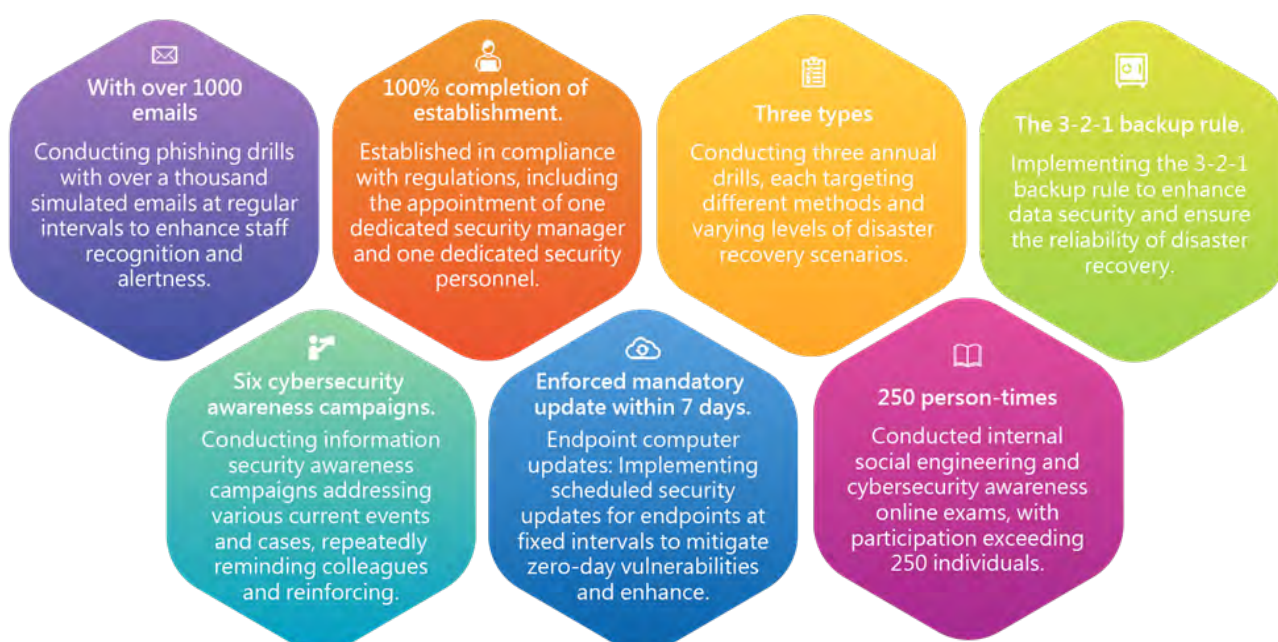 With over 1000
emails
Conducting phishing drills
with over a thousand
simulated emails at regular
intervals to enhance staff
recognition and
alertness.
100% completion of
establishment.
Established in compliance
with regulations, including
the appointment of one
dedicated security manager
and one dedicated security
personnel.
Three types
Conducting three annual
drills, each targeting
different methods and
varying levels of disaster
recovery scenarios.
The 3-2-1 backup rule.
Implementing the 3-2-1
backup rule to enhance
data security and ensure
the reliability of disaster
recovery.
Six cybersecurity
awareness campaigns.
Conducting information
security awareness
campaigns addressing
various current events
and cases, repeatedly
reminding colleagues
and reinforcing.
Enforced mandatory
update within 7 days.
Endpoint computer
updates: Implementing
scheduled security
updates for endpoints at
fixed intervals to mitigate
zero-day vulnerabilities
and enhance.
250 person-times
Conducted internal
social engineering and
cybersecurity awareness
online exams, with
participation exceeding
250 individuals.